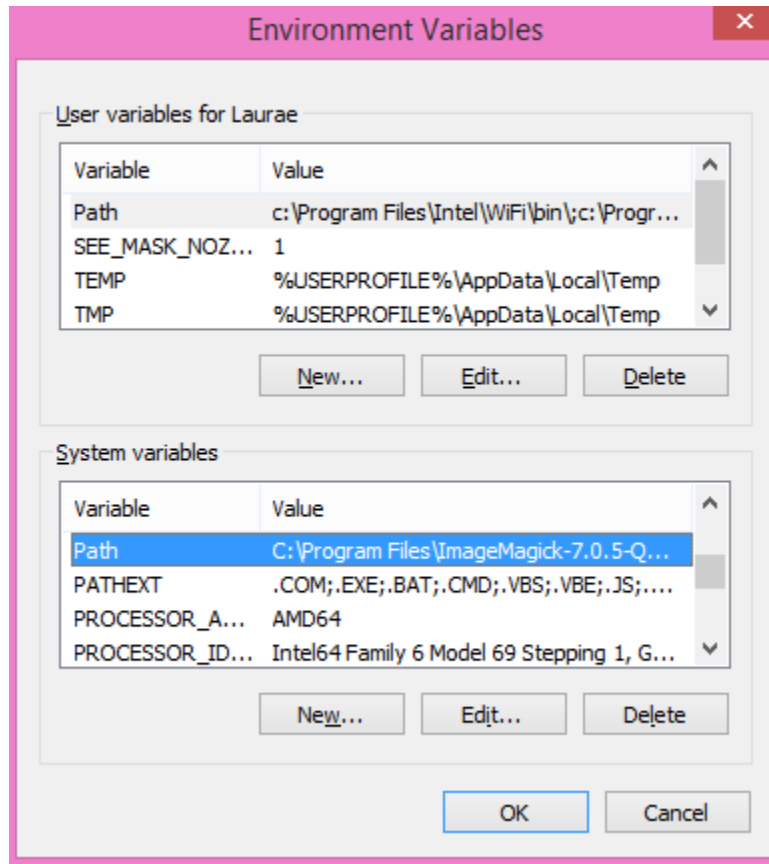 Environment Variables
User variables for Laurae
Variable Value
Path c:\Program Files\Intel\WiFi\bin\;c:\Progr...
SEE_MASK_NOZ... 1
TEMP %USERPROFILE%\AppData\Local\Temp
TMP %USERPROFILE%\AppData\Local\Temp
New... Edit... Delete
System variables
Variable Value
Path C:\Program Files\ImageMagick-7.0.5-Q...
PATHEXT .COM;.EXE;.BAT;.CMD;.VBS;.VBE;.JS;....
PROCESSOR_A... AMD64
PROCESSOR_ID... Intel64 Family 6 Model 69 Stepping 1, G...
New... Edit... Delete
OK Cancel